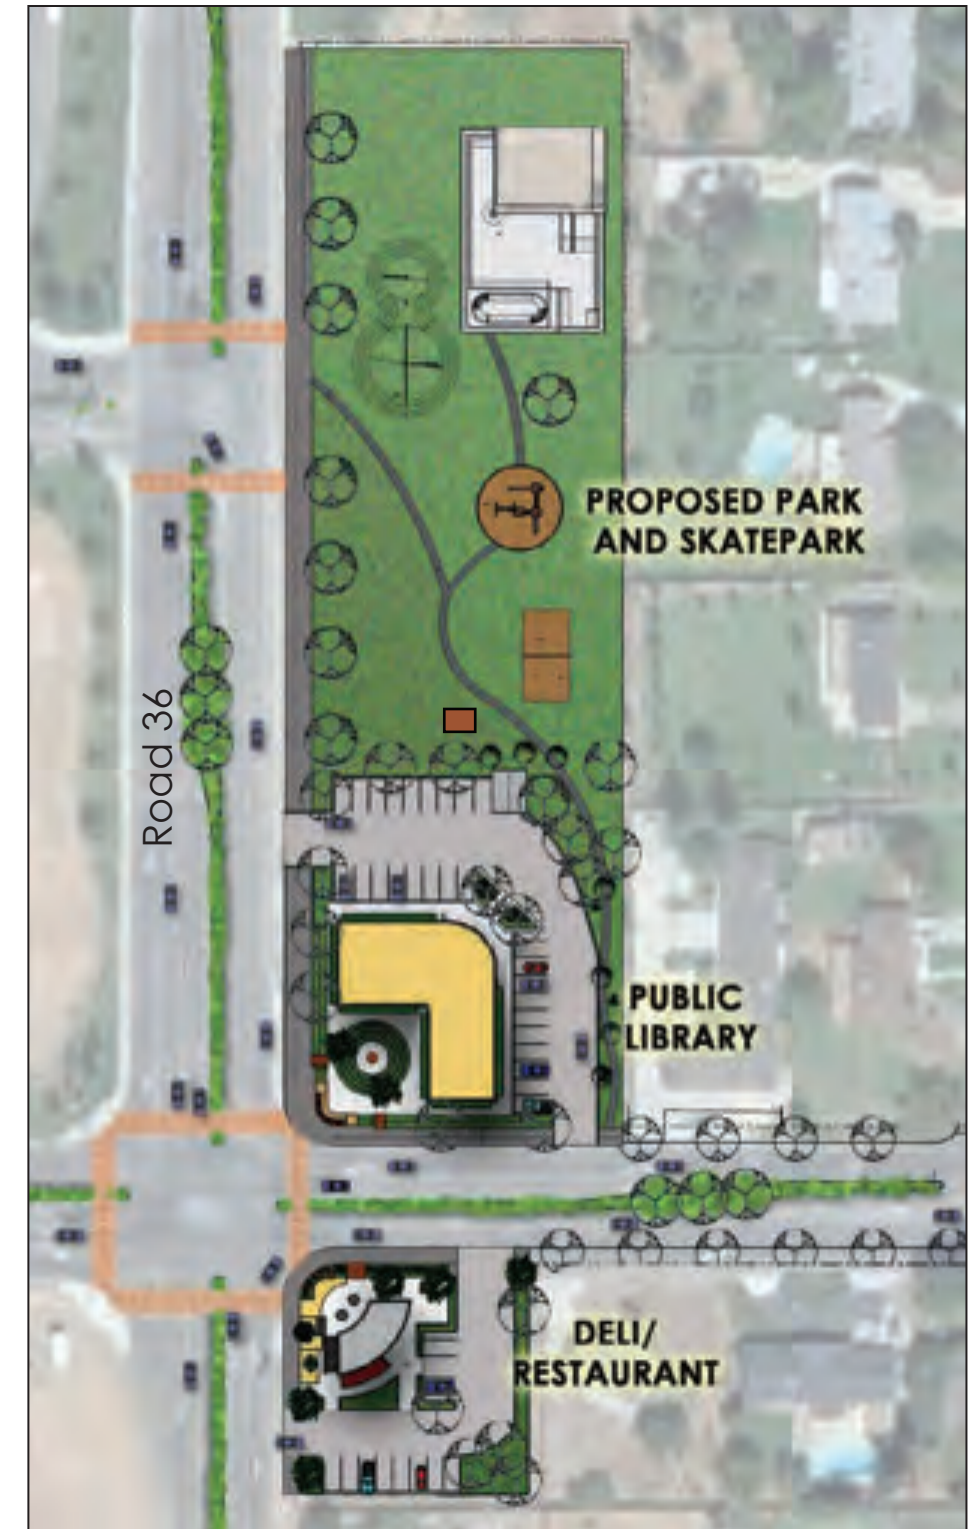 PROPOSED PARK
AND SKATEPARK
Road 36
PUBLIC
LIBRARY
DELI/
RESTAURANT